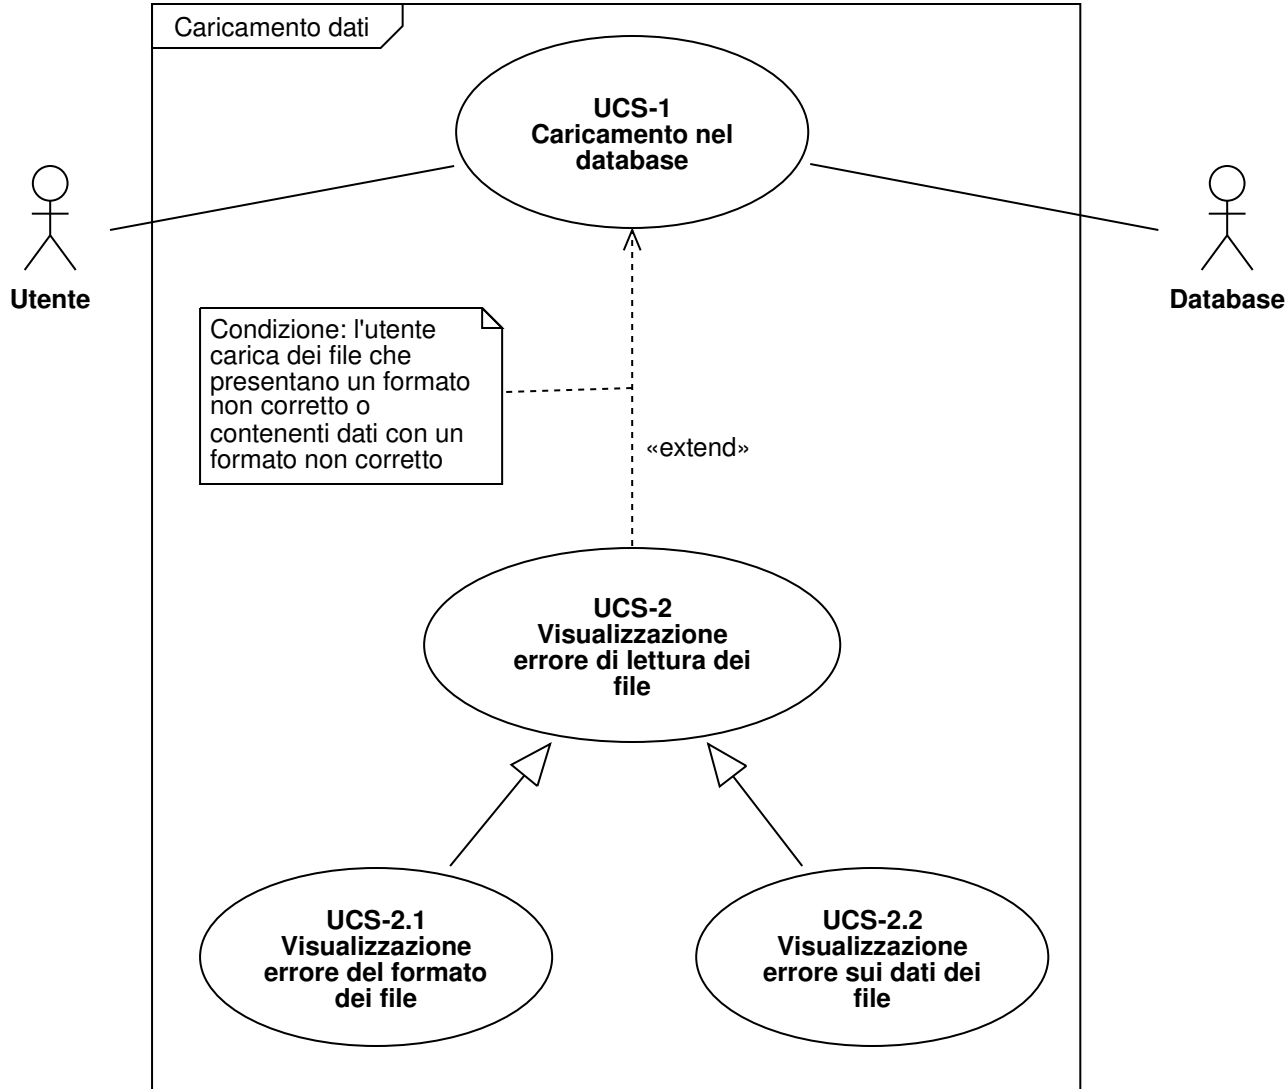 Caricamento dati
UCS-1
Caricamento nel
database
Utente
Database
Condizione: l'utente
carica dei file che
presentano un formato
non corretto o
contenenti dati con un
formato non corretto
«extend»
UCS-2
Visualizzazione
errore di lettura dei
file
UCS-2.1
Visualizzazione
errore del formato
dei file
UCS-2.2
Visualizzazione
errore sui dati dei
file